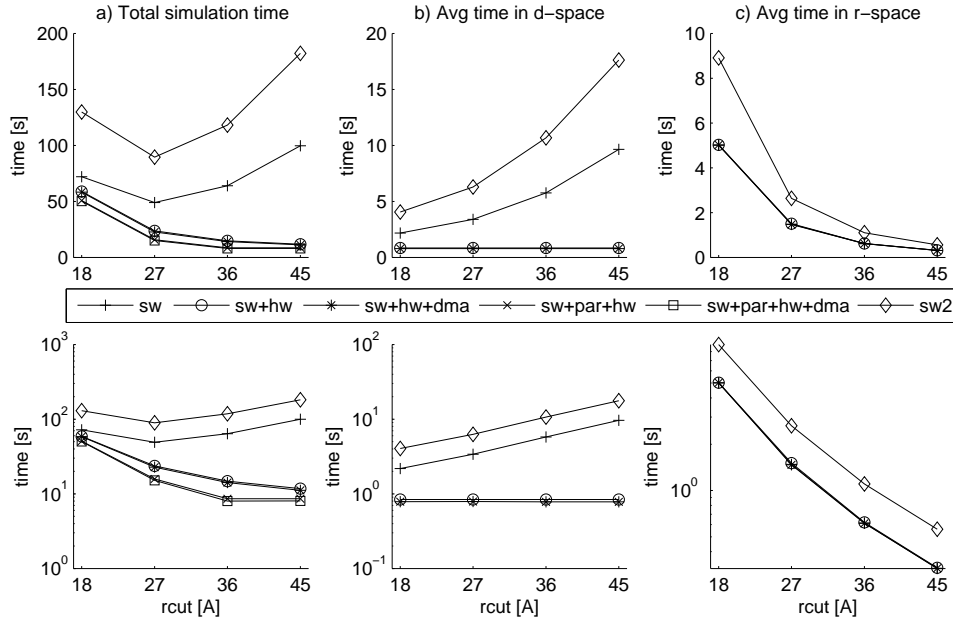 a) Total simulation time
b) Avg time in d−space
c) Avg time in r−space
200
150
100
50
0
time [s]
18 27 36 45
20
15
10
5
0
time [s]
18 27 36 45
10
8
6
4
2
0
time [s]
18 27 36 45
sw sw+hw sw+hw+dma sw+par+hw sw+par+hw+dma sw2
10^3
10^2
10^1
10^0
time [s]
18 27 36 45
rcut [A]
10^2
10^1
10^0
10^−1
time [s]
18 27 36 45
rcut [A]
10^0
time [s]
18 27 36 45
rcut [A]